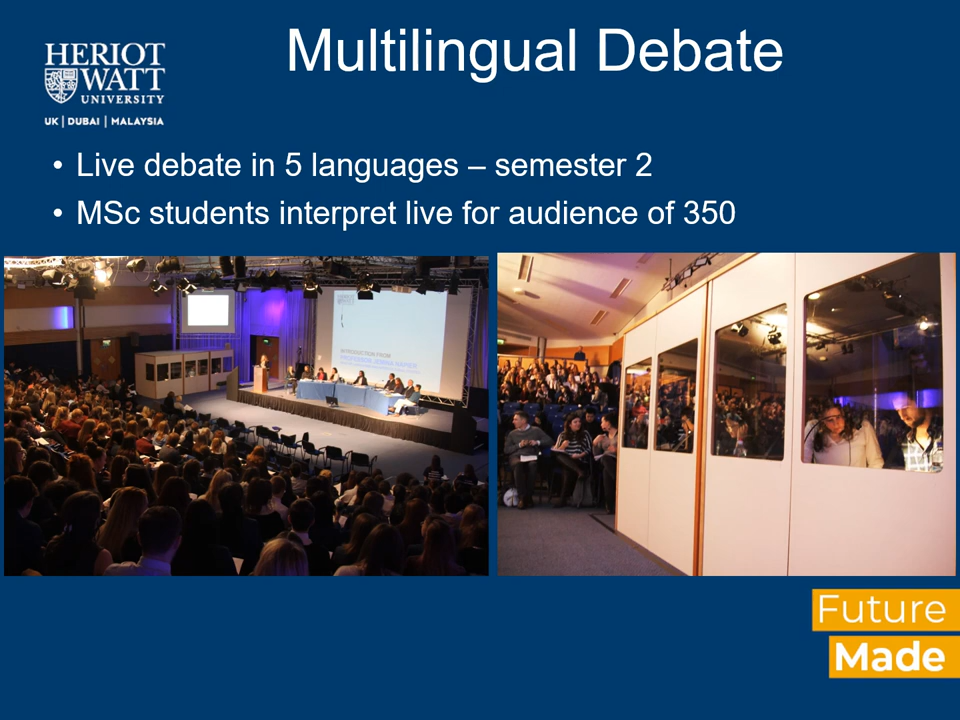 HERIOT
WATT
UNIVERSITY
UK | DUBAI | MALAYSIA
Multilingual Debate
• Live debate in 5 languages – semester 2
• MSc students interpret live for audience of 350
INTRODUCTION FROM
Future
Made